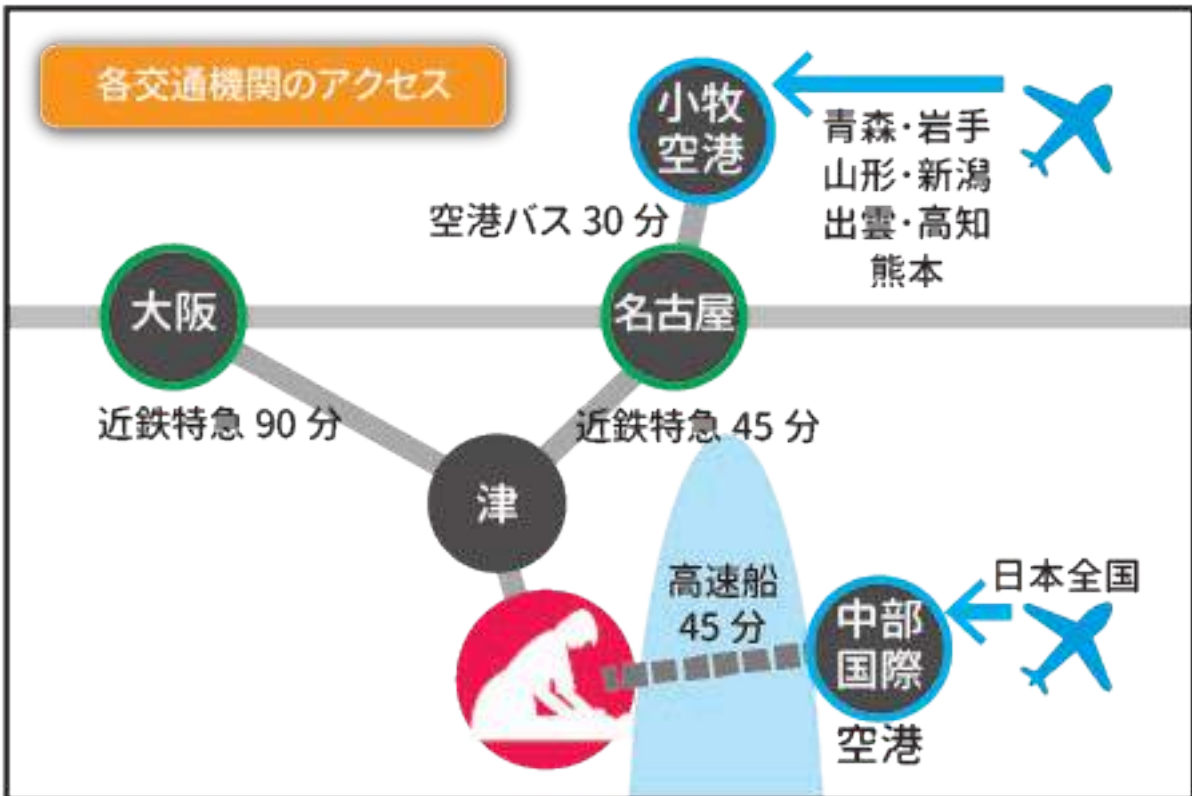 各交通機関のアクセス
小牧
空港
青森・岩手
山形・新潟
出雲・高知
熊本
空港バス 30 分
大阪
名古屋
近鉄特急 90 分
近鉄特急 45 分
津
高速船
45 分
日本全国
中部
国際
空港